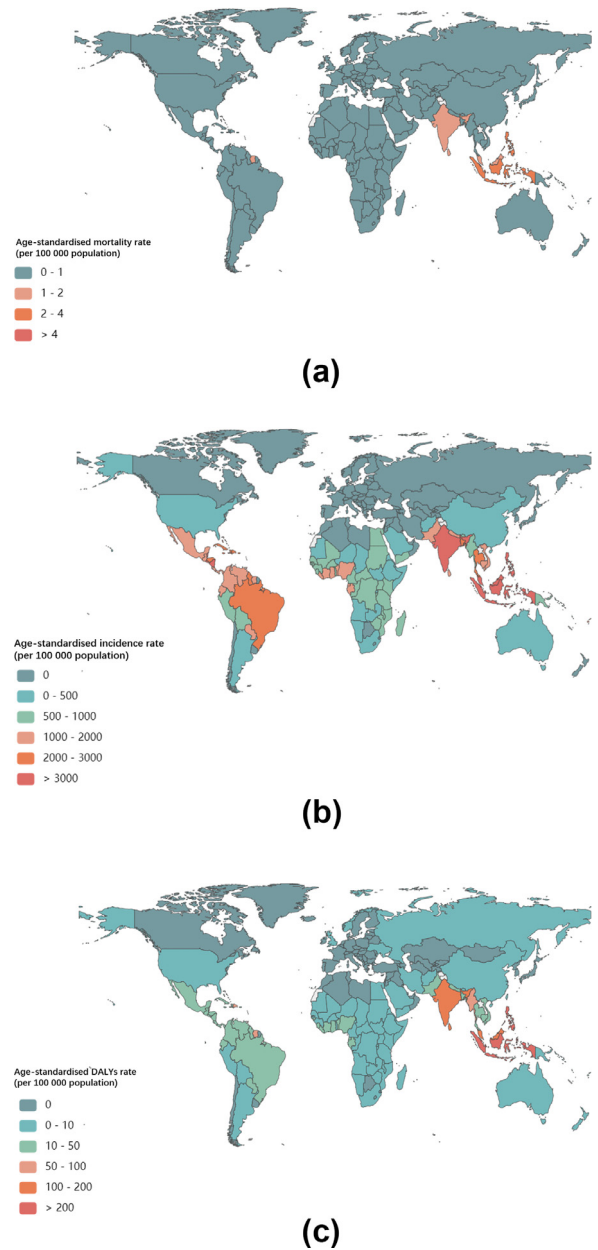 Age-standardised mortality rate
(per 100 000 population)
0 - 1
1 - 2
2 - 4
> 4
(a)
Age-standardised incidence rate
(per 100 000 population)
0
0 - 500
500 - 1000
1000 - 2000
2000 - 3000
> 3000
(b)
Age-standardised DALYs rate
(per 100 000 population)
0
0 - 10
10 - 50
50 - 100
100 - 200
> 200
(c)